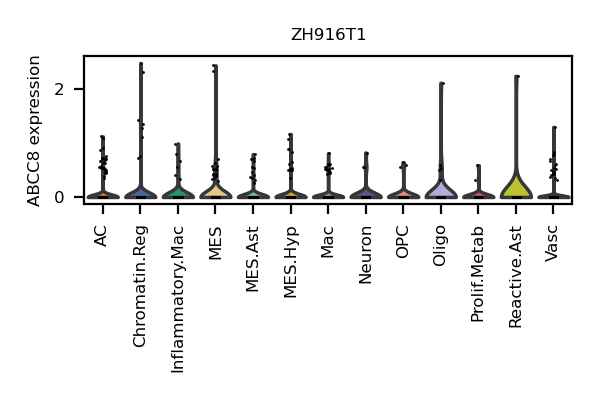 ZH916T1
ABCC8 expression
2
0
AC
Chromatin.Reg
Inflammatory.Mac
MES
MES.Ast
MES.Hyp
Mac
Neuron
OPC
Oligo
Prolif.Metab
Reactive.Ast
Vasc